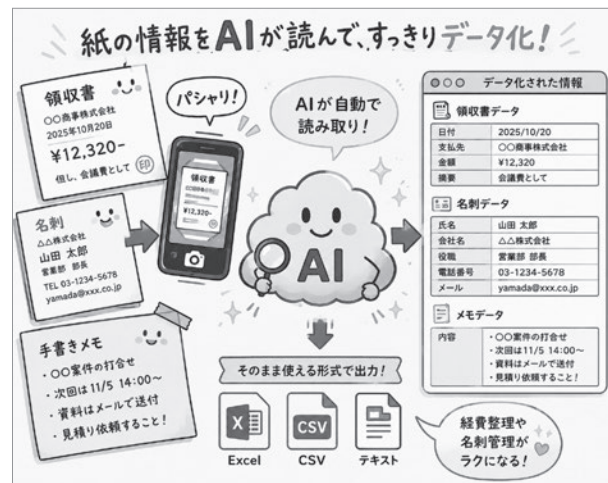 紙の情報をAIが読んで、すっきりデータ化!
領収書
〇〇商事株式会社
2025年10月20日
¥12,320-
但し、会議費として
印
名刺
△△株式会社
山田 太郎
営業部 部長
TEL 03-1234-5678
yamada@xxx.co.jp
手書きメモ
・〇〇案件の打合せ
・次回は11/5 14:00〜
・資料はメールで送付
・見積り依頼すること!
パシャリ!
領収書
¥12,320-
AIが自動で
読み取り!
AI
そのまま使える形式で出力!
X
Excel
CSV
CSV
テキスト
データ化された情報
領収書データ
日付 2025/10/20
支払先 〇〇商事株式会社
金額 ¥12,320
摘要 会議費として
名刺データ
氏名 山田 太郎
会社名 △△株式会社
役職 営業部 部長
電話番号 03-1234-5678
メール yamada@xxx.co.jp
メモデータ
内容 ・〇〇案件の打合せ
・次回は11/5 14:00〜
・資料はメールで送付
・見積り依頼すること!
経費整理や
名刺管理が
ラクになる!